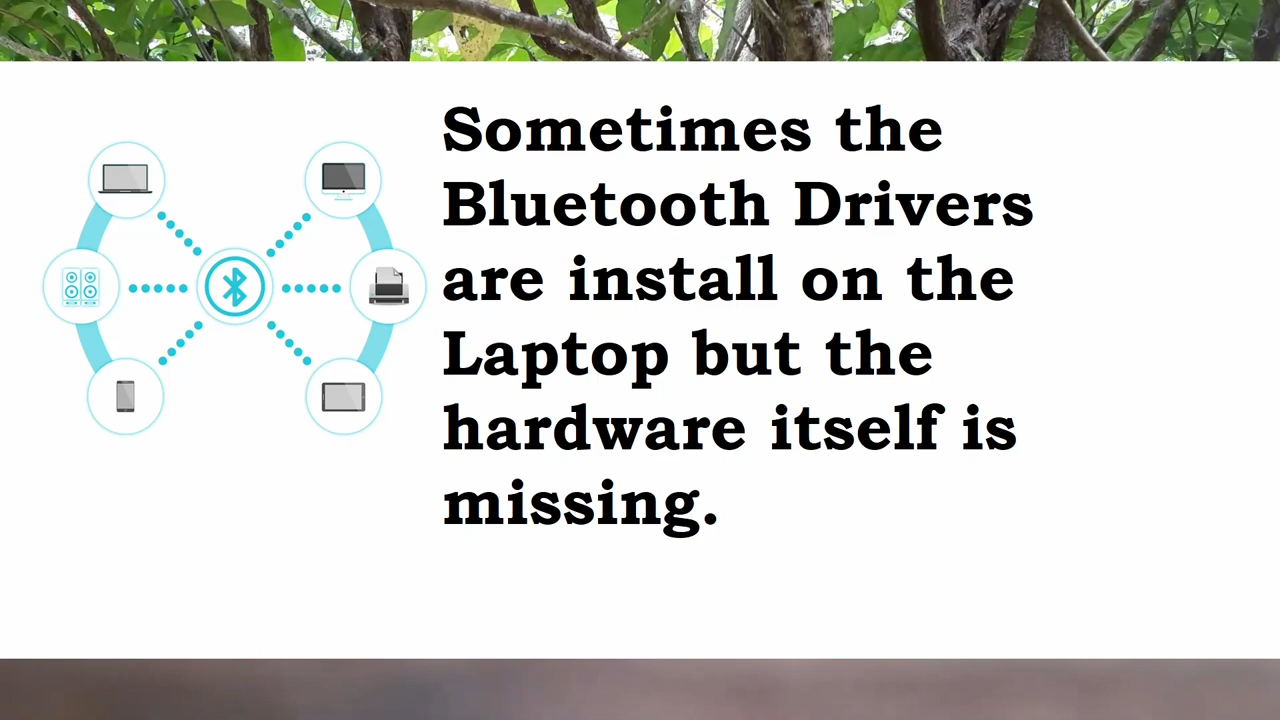 Sometimes the
Bluetooth Drivers
are install on the
Laptop but the
hardware itself is
missing.